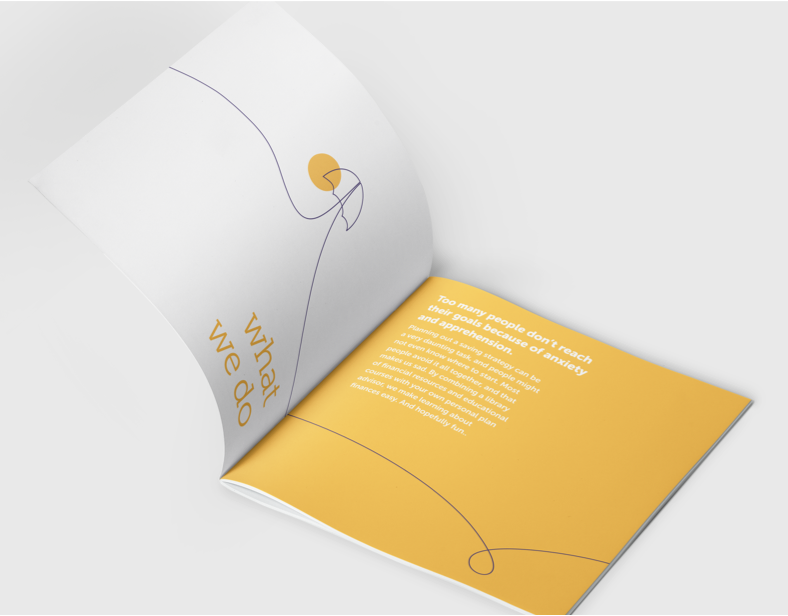 what
we do
Too many people don't reach
their goals because of anxiety
and apprehension.
Planning out a saving strategy can be
a very daunting task, and people might
not even know where to start. Most
people avoid it all together, and that
makes us sad. By combining a library
of financial resources and educational
courses with your own personal plan
advisor, we make learning about
finances easy. And hopefully fun..